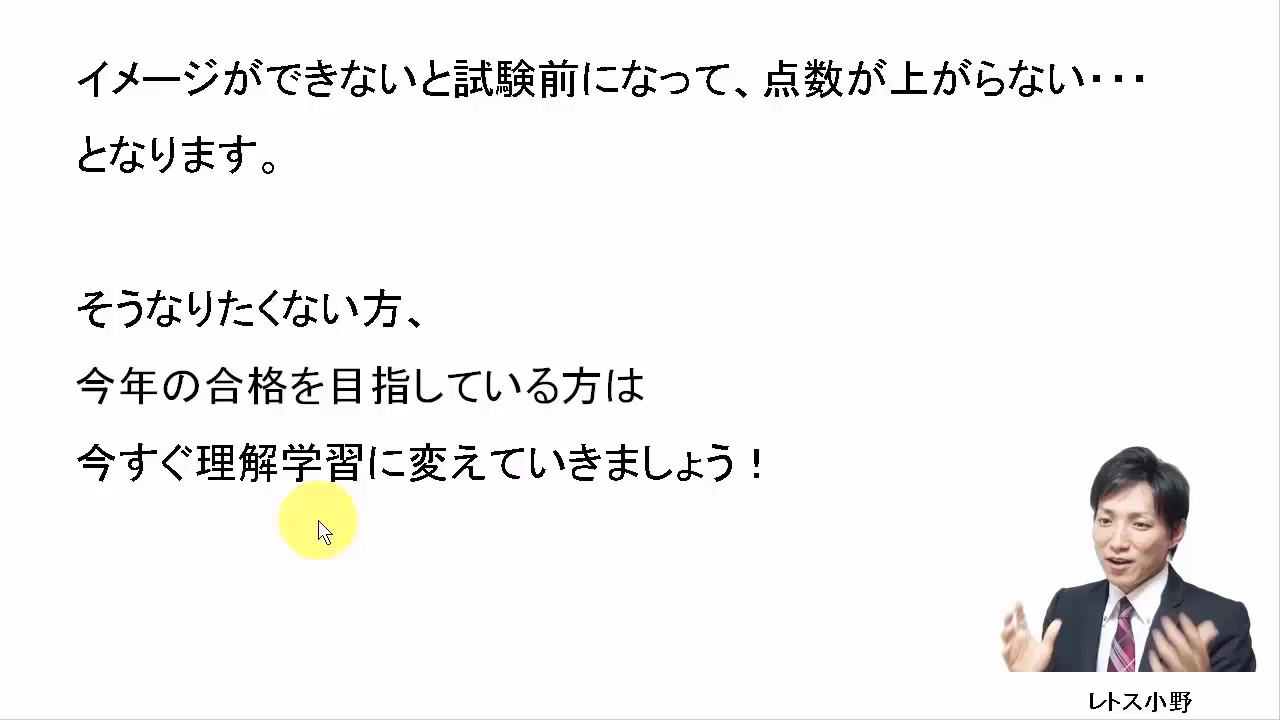 イメージができないと試験前になって、点数が上がらない・・・
となります。
そうなりたくない方、
今年の合格を目指している方は
今すぐ理解学習に変えていきましょう！
レトス小野